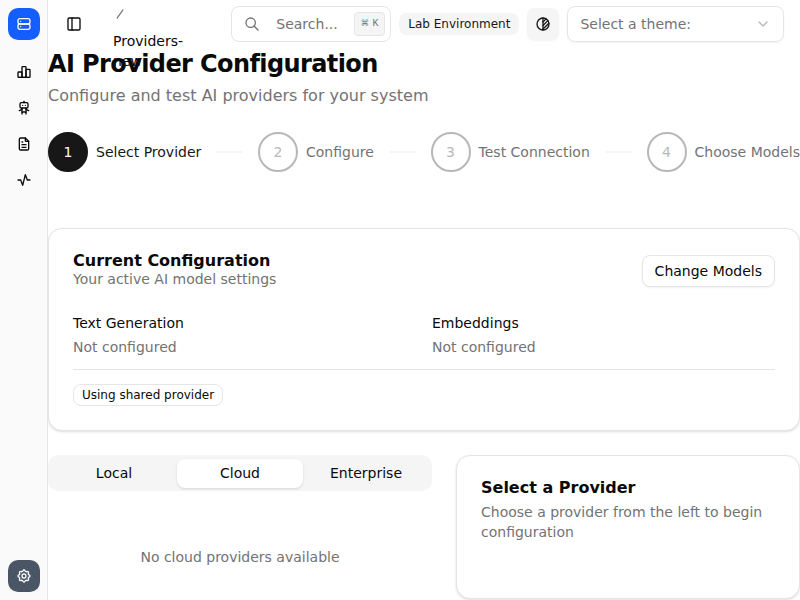 /
Providers-
Search...
⌘ K
Lab Environment
Select a theme:
AI Provider Configuration
Configure and test AI providers for your system
1
Select Provider
2
Configure
3
Test Connection
4
Choose Models
Current Configuration
Your active AI model settings
Change Models
Text Generation
Not configured
Embeddings
Not configured
Using shared provider
Local
Cloud
Enterprise
No cloud providers available
Select a Provider
Choose a provider from the left to begin
configuration